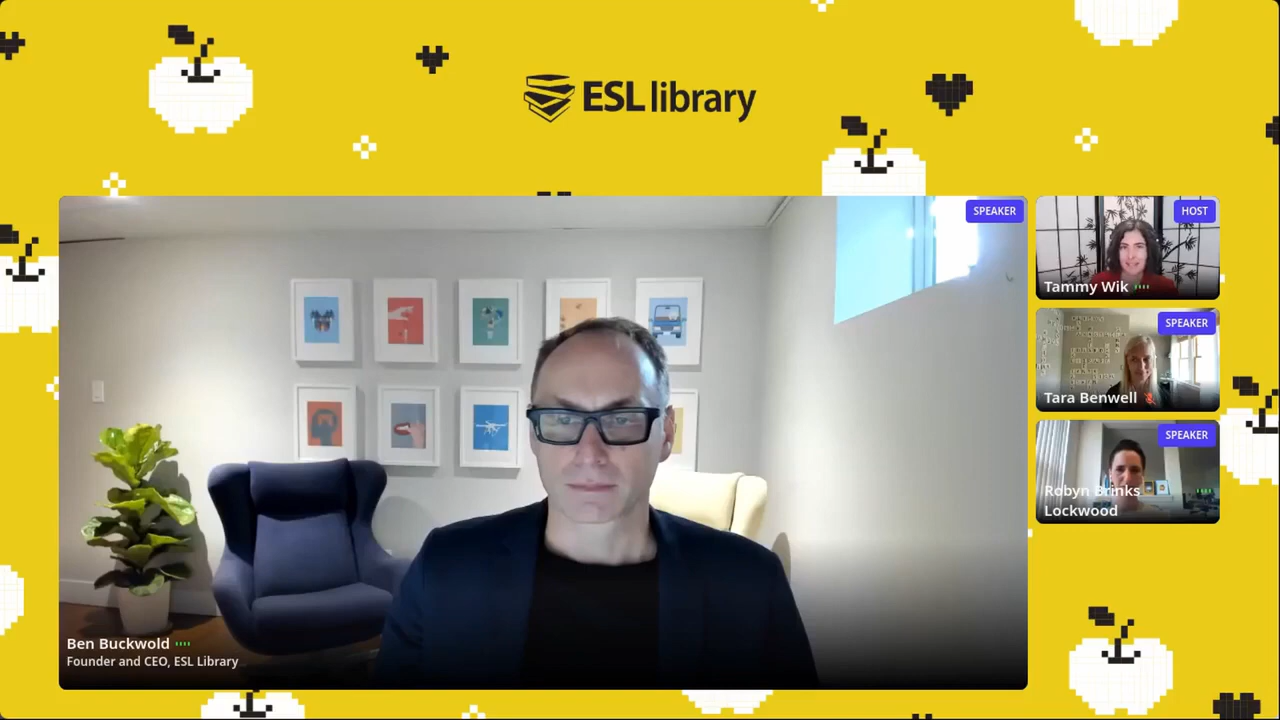 ESL library
SPEAKER
HOST
Tammy Wik
SPEAKER
Tara Benwell
SPEAKER
Robyn Brinks
Lockwood
Ben Buckwold
Founder and CEO, ESL Library